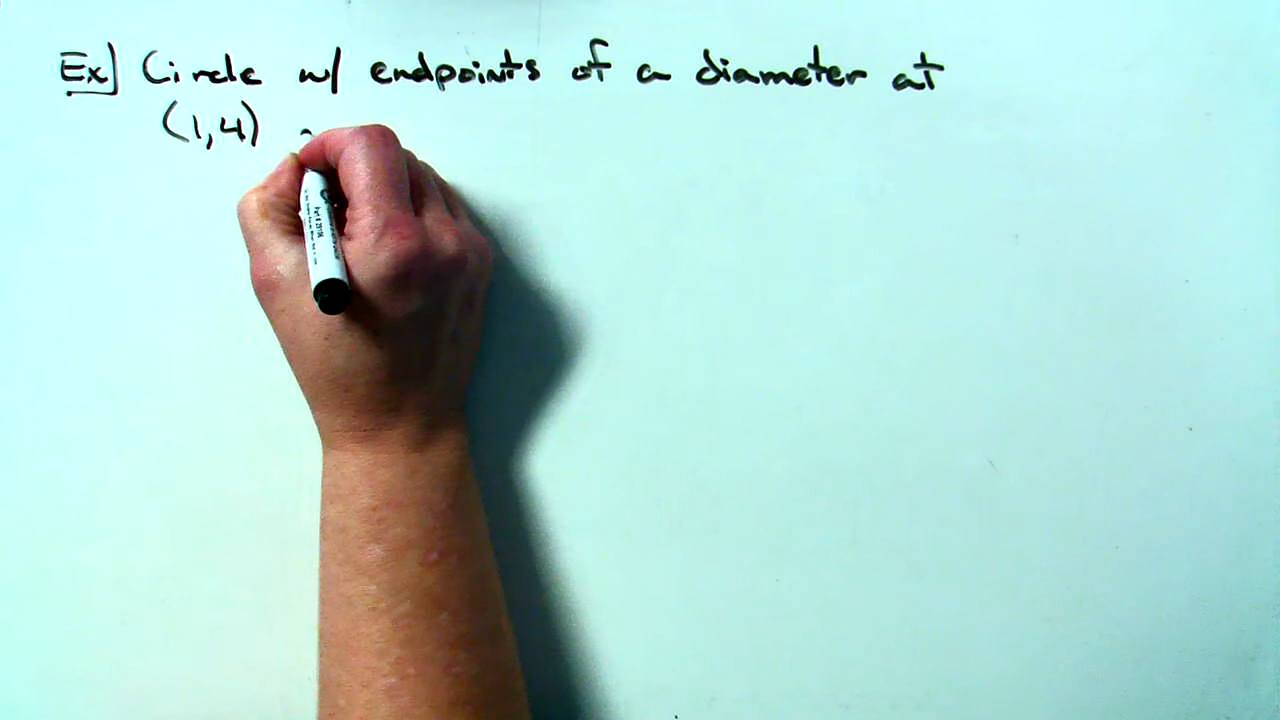 Ex] Circle w/ endpoints of a diameter at
(1,4)